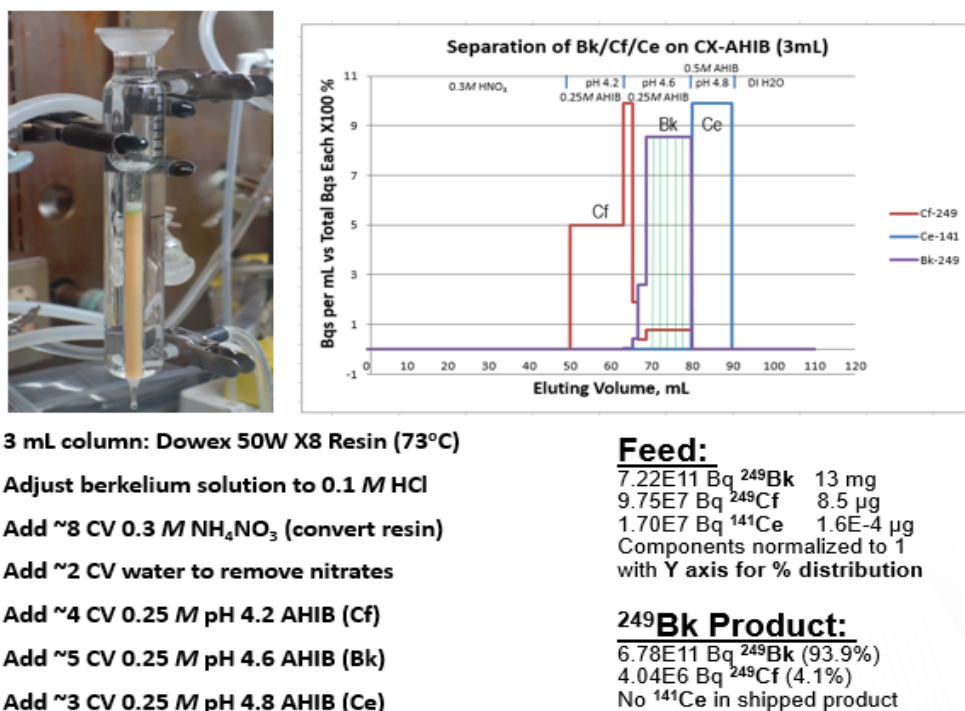 Separation of Bk/Cf/Ce on CX-AHIB (3mL)
0.5M AHIB
0.3M HNO₃
pH 4.2
pH 4.6
pH 4.8
DI H2O
0.25M AHIB
0.25M AHIB
11
9
7
5
3
1
-1
Bqs per mL vs Total Bqs Each X100 %
Cf
Bk
Ce
0
10
20
30
40
50
60
70
80
90
100
110
120
Eluting Volume, mL
Cf-249
Ce-141
Bk-249
3 mL column: Dowex 50W X8 Resin (73°C)
Adjust berkelium solution to 0.1 M HCl
Add ~8 CV 0.3 M NH₄NO₃ (convert resin)
Add ~2 CV water to remove nitrates
Add ~4 CV 0.25 M pH 4.2 AHIB (Cf)
Add ~5 CV 0.25 M pH 4.6 AHIB (Bk)
Add ~3 CV 0.25 M pH 4.8 AHIB (Ce)
Feed:
7.22E11 Bq ²⁴⁹Bk 13 mg
9.75E7 Bq ²⁴⁹Cf 8.5 µg
1.70E7 Bq ¹⁴¹Ce 1.6E-4 µg
Components normalized to 1
with Y axis for % distribution
²⁴⁹Bk Product:
6.78E11 Bq ²⁴⁹Bk (93.9%)
4.04E6 Bq ²⁴⁹Cf (4.1%)
No ¹⁴¹Ce in shipped product